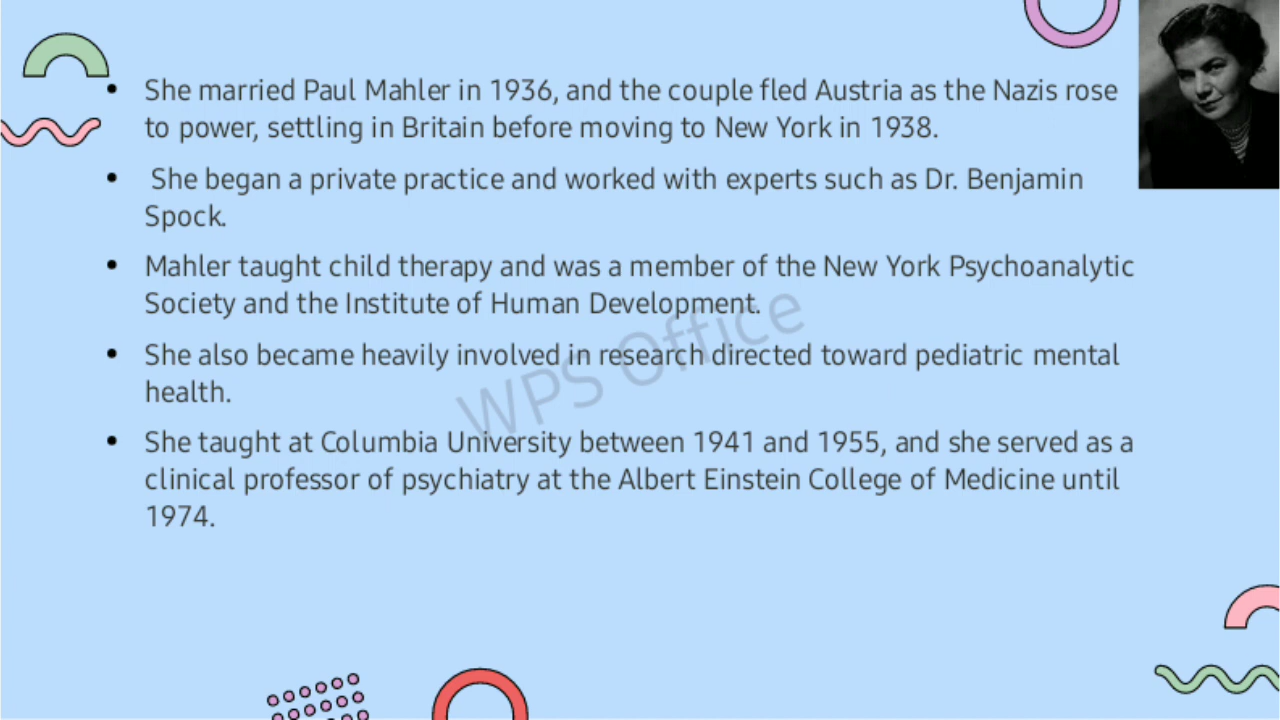 • She married Paul Mahler in 1936, and the couple fled Austria as the Nazis rose
to power, settling in Britain before moving to New York in 1938.
• She began a private practice and worked with experts such as Dr. Benjamin
Spock.
• Mahler taught child therapy and was a member of the New York Psychoanalytic
Society and the Institute of Human Development.
• She also became heavily involved in research directed toward pediatric mental
health.
• She taught at Columbia University between 1941 and 1955, and she served as a
clinical professor of psychiatry at the Albert Einstein College of Medicine until
1974.
WPS Office